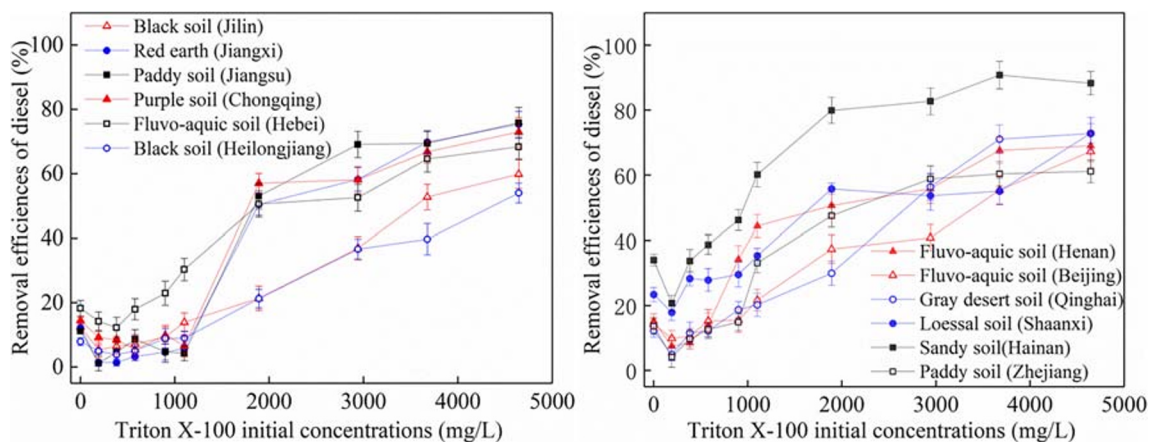 Removal efficiences of diesel (%)
100
80
60
40
20
0
Black soil (Jilin)
Red earth (Jiangxi)
Paddy soil (Jiangsu)
Purple soil (Chongqing)
Fluvo-aquic soil (Hebei)
Black soil (Heilongjiang)
0 1000 2000 3000 4000 5000
Triton X-100 initial concentrations (mg/L)
Removal efficiences of diesel (%)
100
80
60
40
20
0
Fluvo-aquic soil (Henan)
Fluvo-aquic soil (Beijing)
Gray desert soil (Qinghai)
Loessal soil (Shaanxi)
Sandy soil(Hainan)
Paddy soil (Zhejiang)
0 1000 2000 3000 4000 5000
Triton X-100 initial concentrations (mg/L)